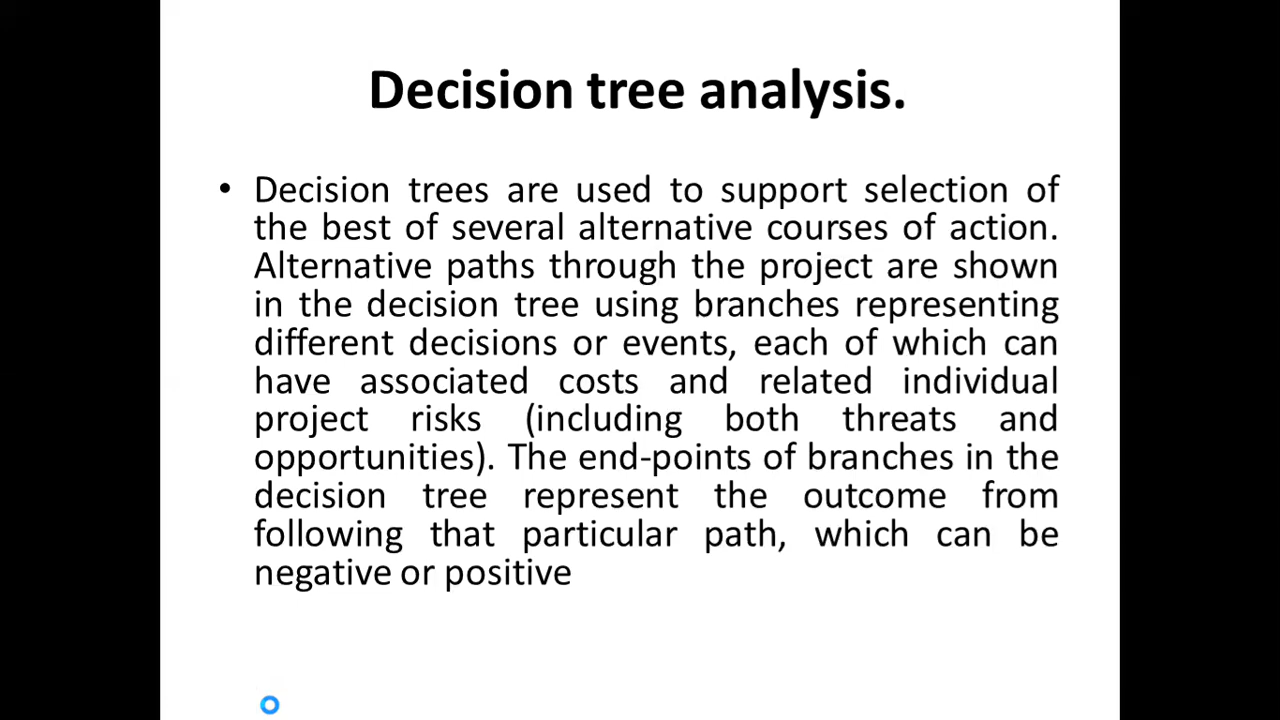 Decision tree analysis.
• Decision trees are used to support selection of
the best of several alternative courses of action.
Alternative paths through the project are shown
in the decision tree using branches representing
different decisions or events, each of which can
have associated costs and related individual
project risks (including both threats and
opportunities). The end-points of branches in the
decision tree represent the outcome from
following that particular path, which can be
negative or positive